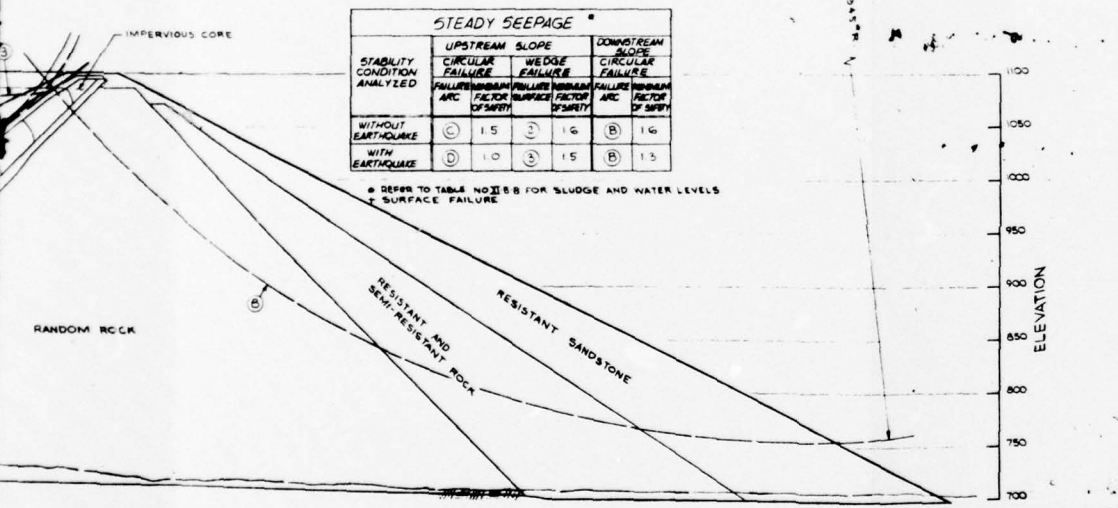 IMPERVIOUS CORE
3
STEADY SEEPAGE *
STABILITY CONDITION ANALYZED
UPSTREAM SLOPE
DOWNSTREAM SLOPE
CIRCULAR FAILURE
WEDGE FAILURE
CIRCULAR FAILURE
FAILURE ARC
MINIMUM FACTOR OF SAFETY
FAILURE SURFACE
MINIMUM FACTOR OF SAFETY
FAILURE ARC
MINIMUM FACTOR OF SAFETY
WITHOUT EARTHQUAKE C 1.5 2 1.6 B 1.6
WITH EARTHQUAKE D 1.0 3 1.5 B 1.3
* REFER TO TABLE NO II 8 B FOR SLUDGE AND WATER LEVELS
† SURFACE FAILURE
1100
1050
1000
950
900
850
800
750
700
ELEVATION
B
RANDOM ROCK
RESISTANT AND
SEMI-RESISTANT ROCK
RESISTANT SANDSTONE